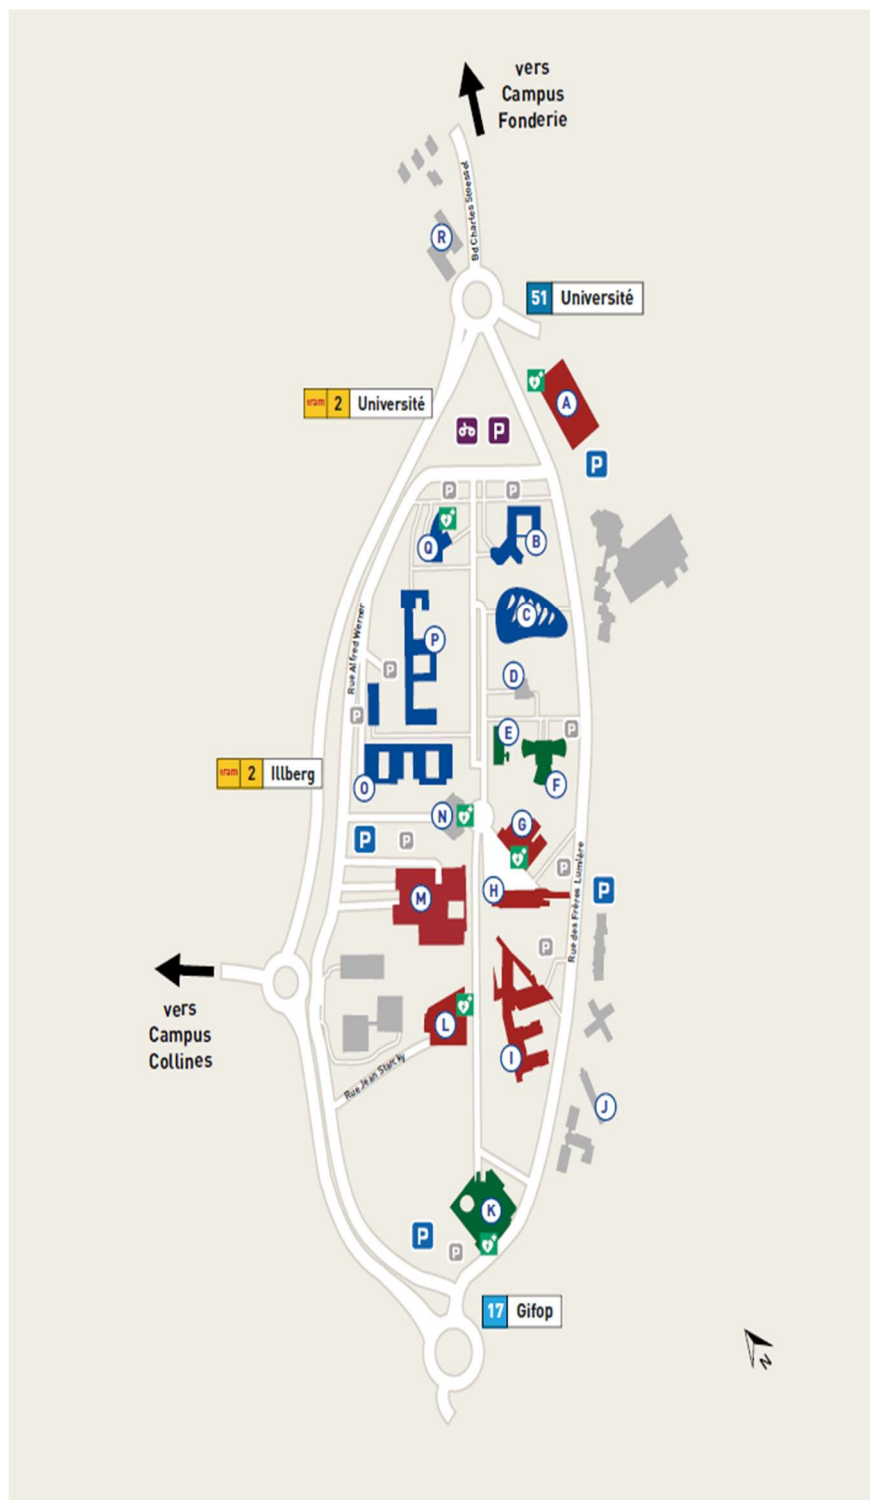 vers
Campus
Fonderie
Bd Charles Stoessel
R
51 Université
A
tram 2 Université
P
P
P
P
Q
B
C
P
Rue Alfred Werner
P
D
P
E
P
F
tram 2 Illberg
O
N
G
P
P
P
M
H
P
Rue des Frères Lumière
P
vers
Campus
Collines
L
I
Rue Jean Starcky
J
K
P
P
17 Gifop
N